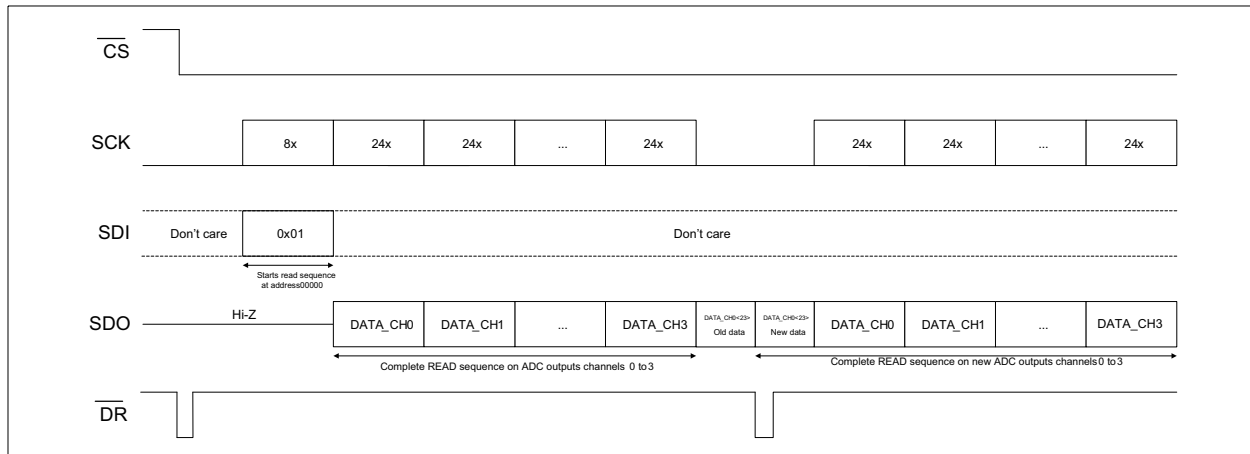 CS
SCK
8x
24x
24x
...
24x
24x
24x
...
24x
SDI
Don't care
0x01
Don't care
Starts read sequence
at address00000
SDO
Hi-Z
DATA_CH0
DATA_CH1
...
DATA_CH3
DATA_CH0<23>
Old data
DATA_CH0<23>
New data
DATA_CH0
DATA_CH1
...
DATA_CH3
Complete READ sequence on ADC outputs channels 0 to 3
Complete READ sequence on new ADC outputs channels 0 to 3
DR